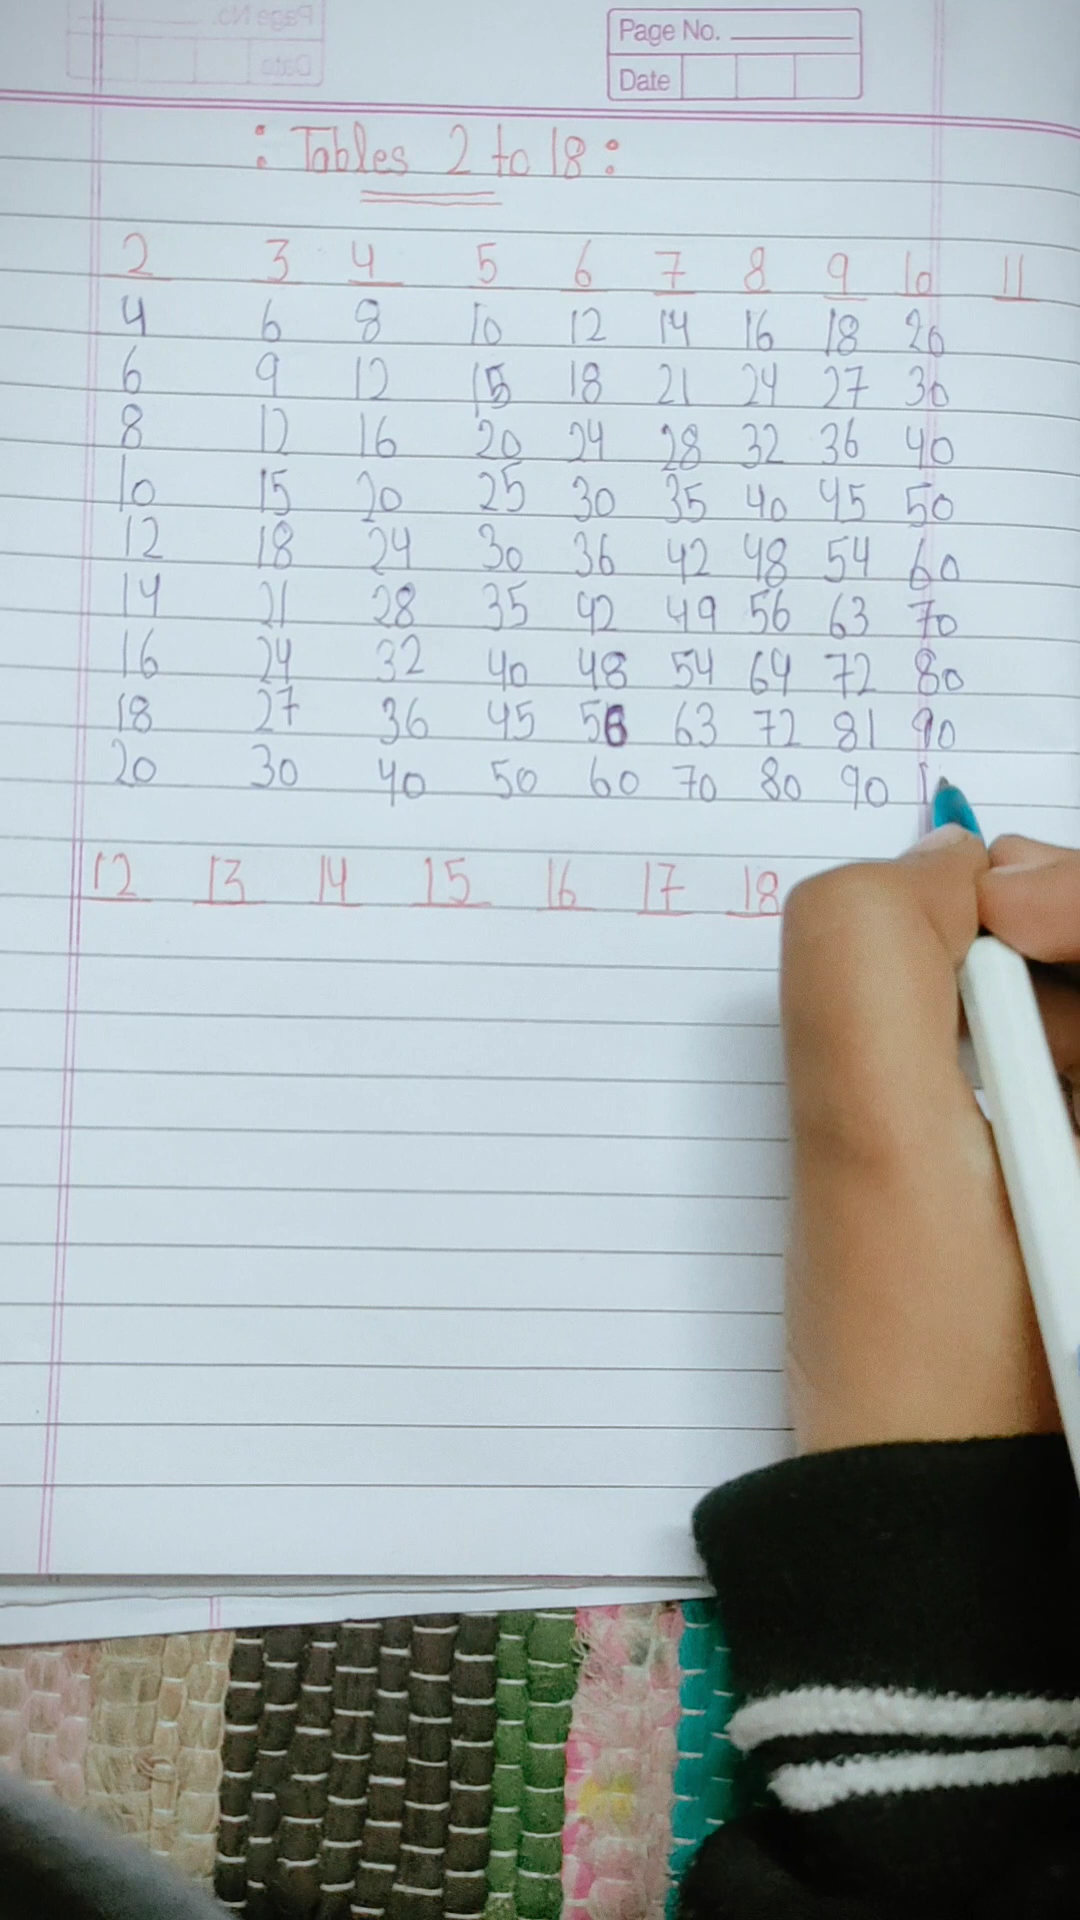 Page No.
Date
: Tables 2 to 18 :
2 3 4 5 6 7 8 9 10 11
4 6 8 10 12 14 16 18 20
6 9 12 15 18 21 24 27 30
8 12 16 20 24 28 32 36 40
10 15 20 25 30 35 40 45 50
12 18 24 30 36 42 48 54 60
14 21 28 35 42 49 56 63 70
16 24 32 40 48 54 64 72 80
18 27 36 45 56 63 72 81 90
20 30 40 50 60 70 80 90 1
12 13 14 15 16 17 18